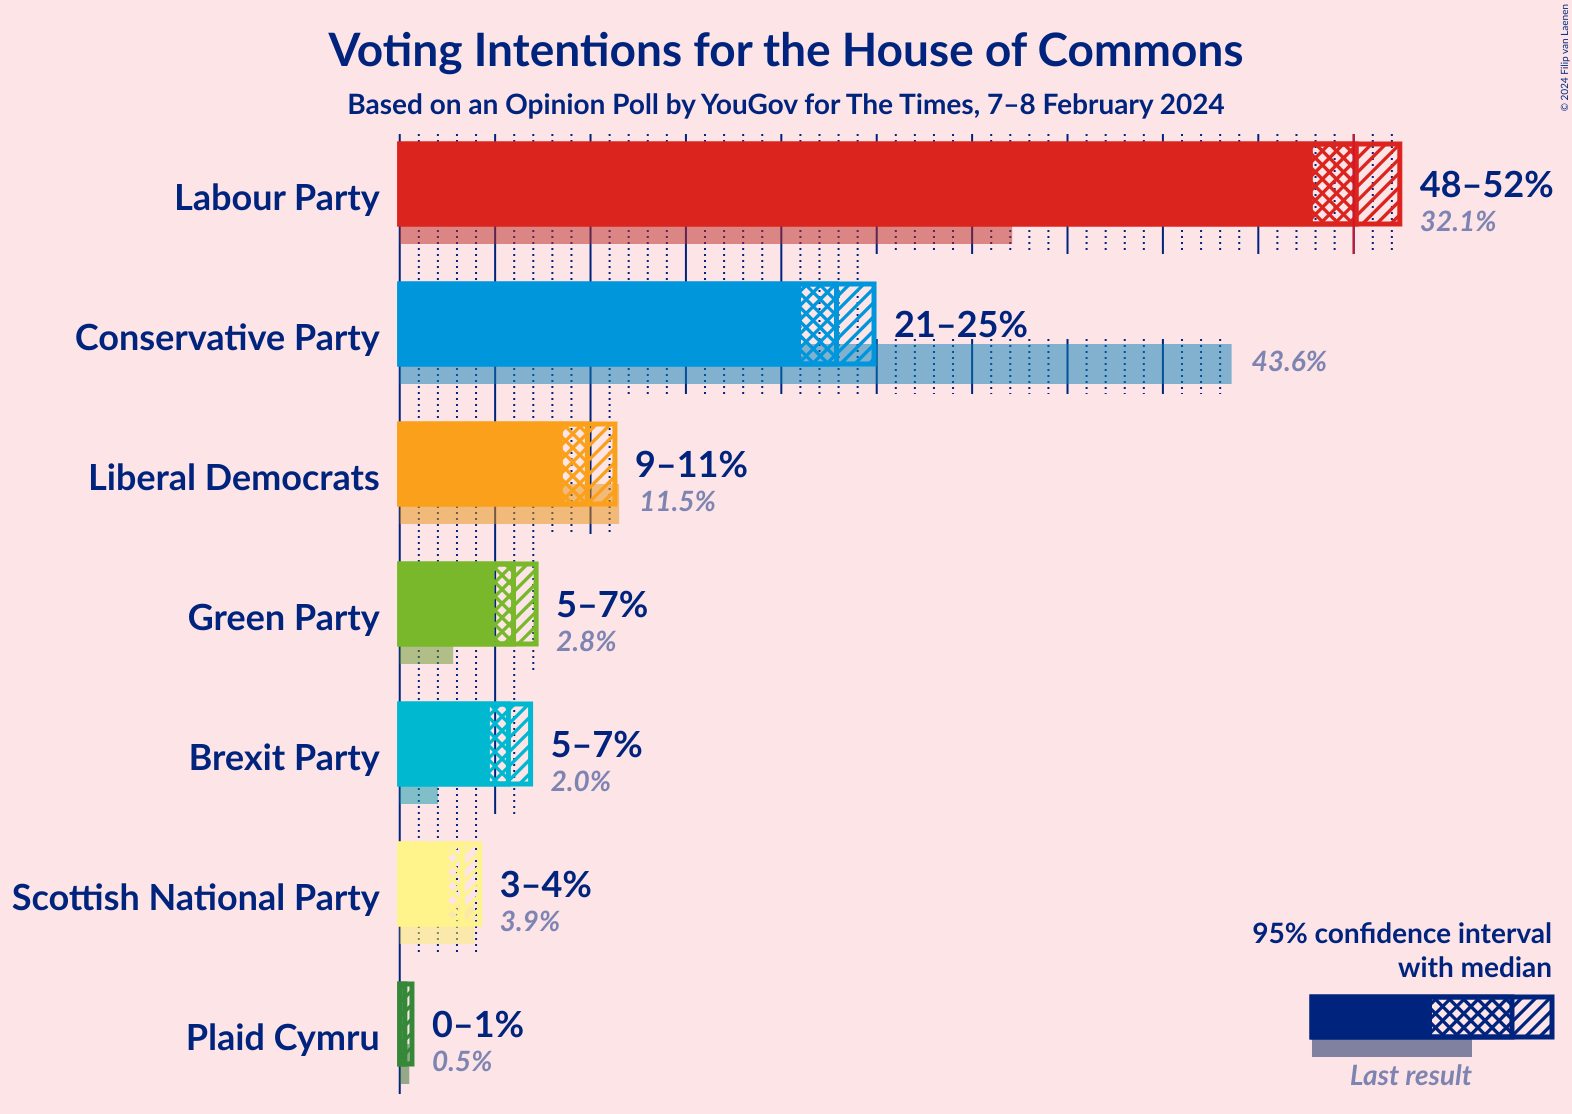 Voting Intentions for the House of Commons
Based on an Opinion Poll by YouGov for The Times, 7–8 February 2024
© 2024 Filip van Laenen
Labour Party
48–52%
32.1%
Conservative Party
21–25%
43.6%
Liberal Democrats
9–11%
11.5%
Green Party
5–7%
2.8%
Brexit Party
5–7%
2.0%
Scottish National Party
3–4%
3.9%
Plaid Cymru
0–1%
0.5%
95% confidence interval
with median
Last result